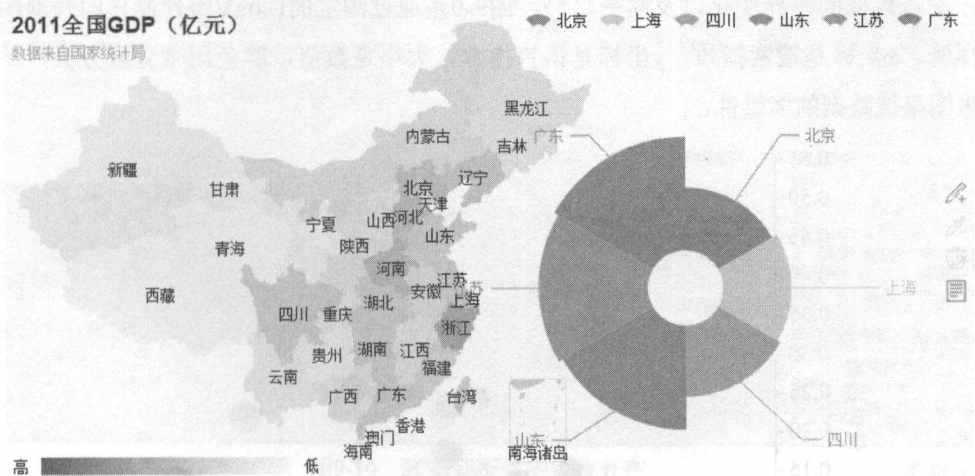 2011全国GDP（亿元）
数据来自国家统计局
北京 上海 四川 山东 江苏 广东
黑龙江
内蒙古
吉林
新疆
甘肃
辽宁
北京
天津
宁夏
山西
河北
山东
青海
陕西
河南
西藏
江苏
安徽
上海
四川
重庆
湖北
浙江
贵州
湖南
江西
福建
云南
广西
广东
台湾
香港
澳门
海南
南海诸岛
高
低
广东
北京
苏
上海
山东
四川